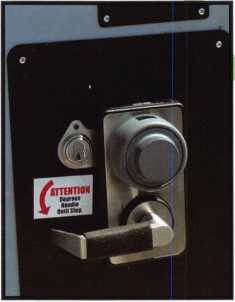 ATTENTION
Depress
Handle
Until Stop